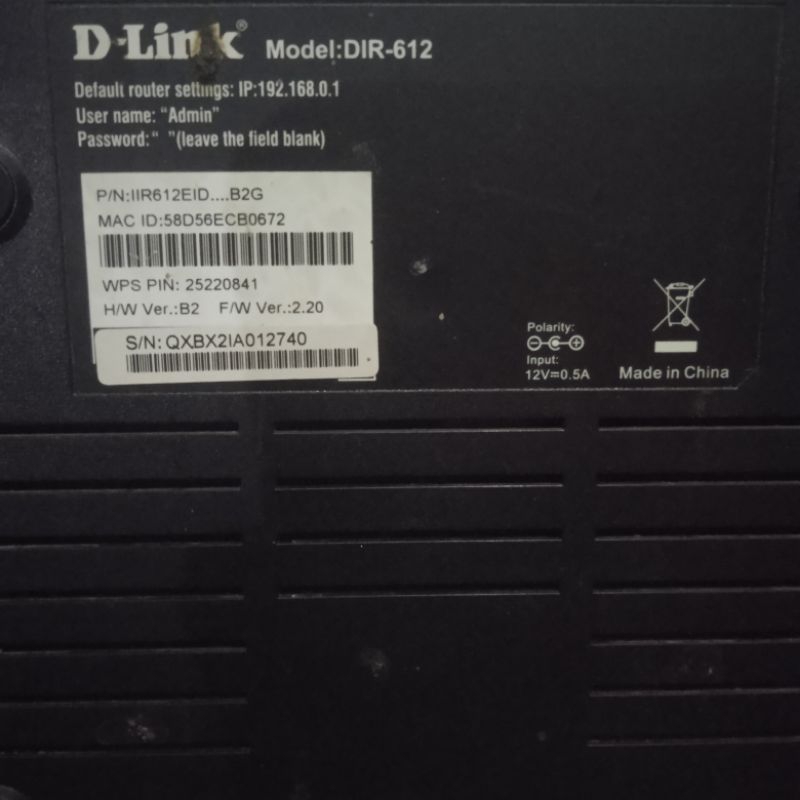 D-Link® Model:DIR-612
Default router settings: IP:192.168.0.1
User name: “Admin”
Password:“ ”(leave the field blank)
P/N:IIR612EID....B2G
MAC ID:58D56ECB0672
WPS PIN: 25220841
H/W Ver.:B2 F/W Ver.:2.20
S/N: QXBX2IA012740
Polarity:
Input:
12V⎓0.5A
Made in China